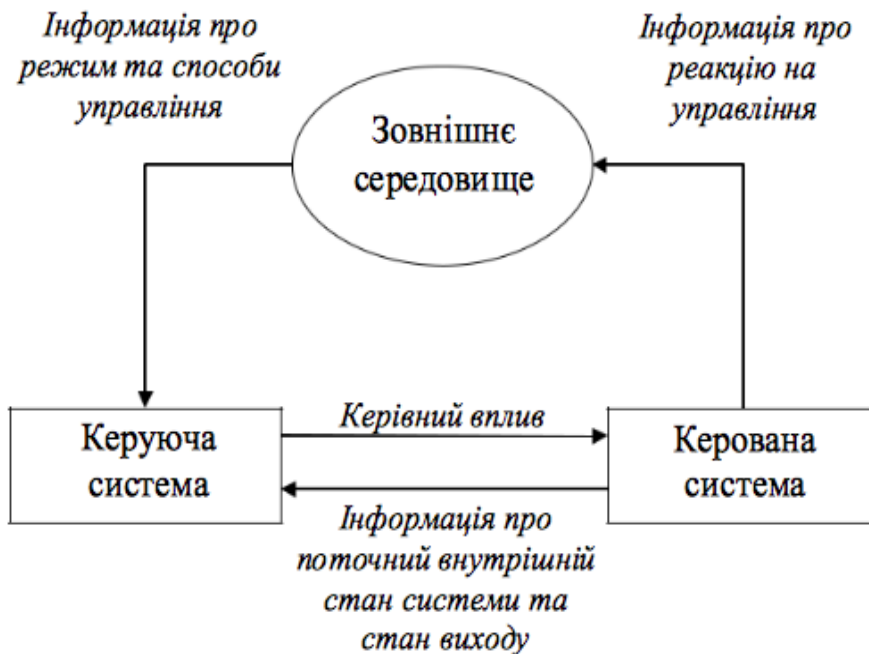 Інформація про
режим та способи
управління
Інформація про
реакцію на
управління
Зовнішнє
середовище
Керуюча
система
Керівний вплив
Керована
система
Інформація про
поточний внутрішній
стан системи та
стан виходу